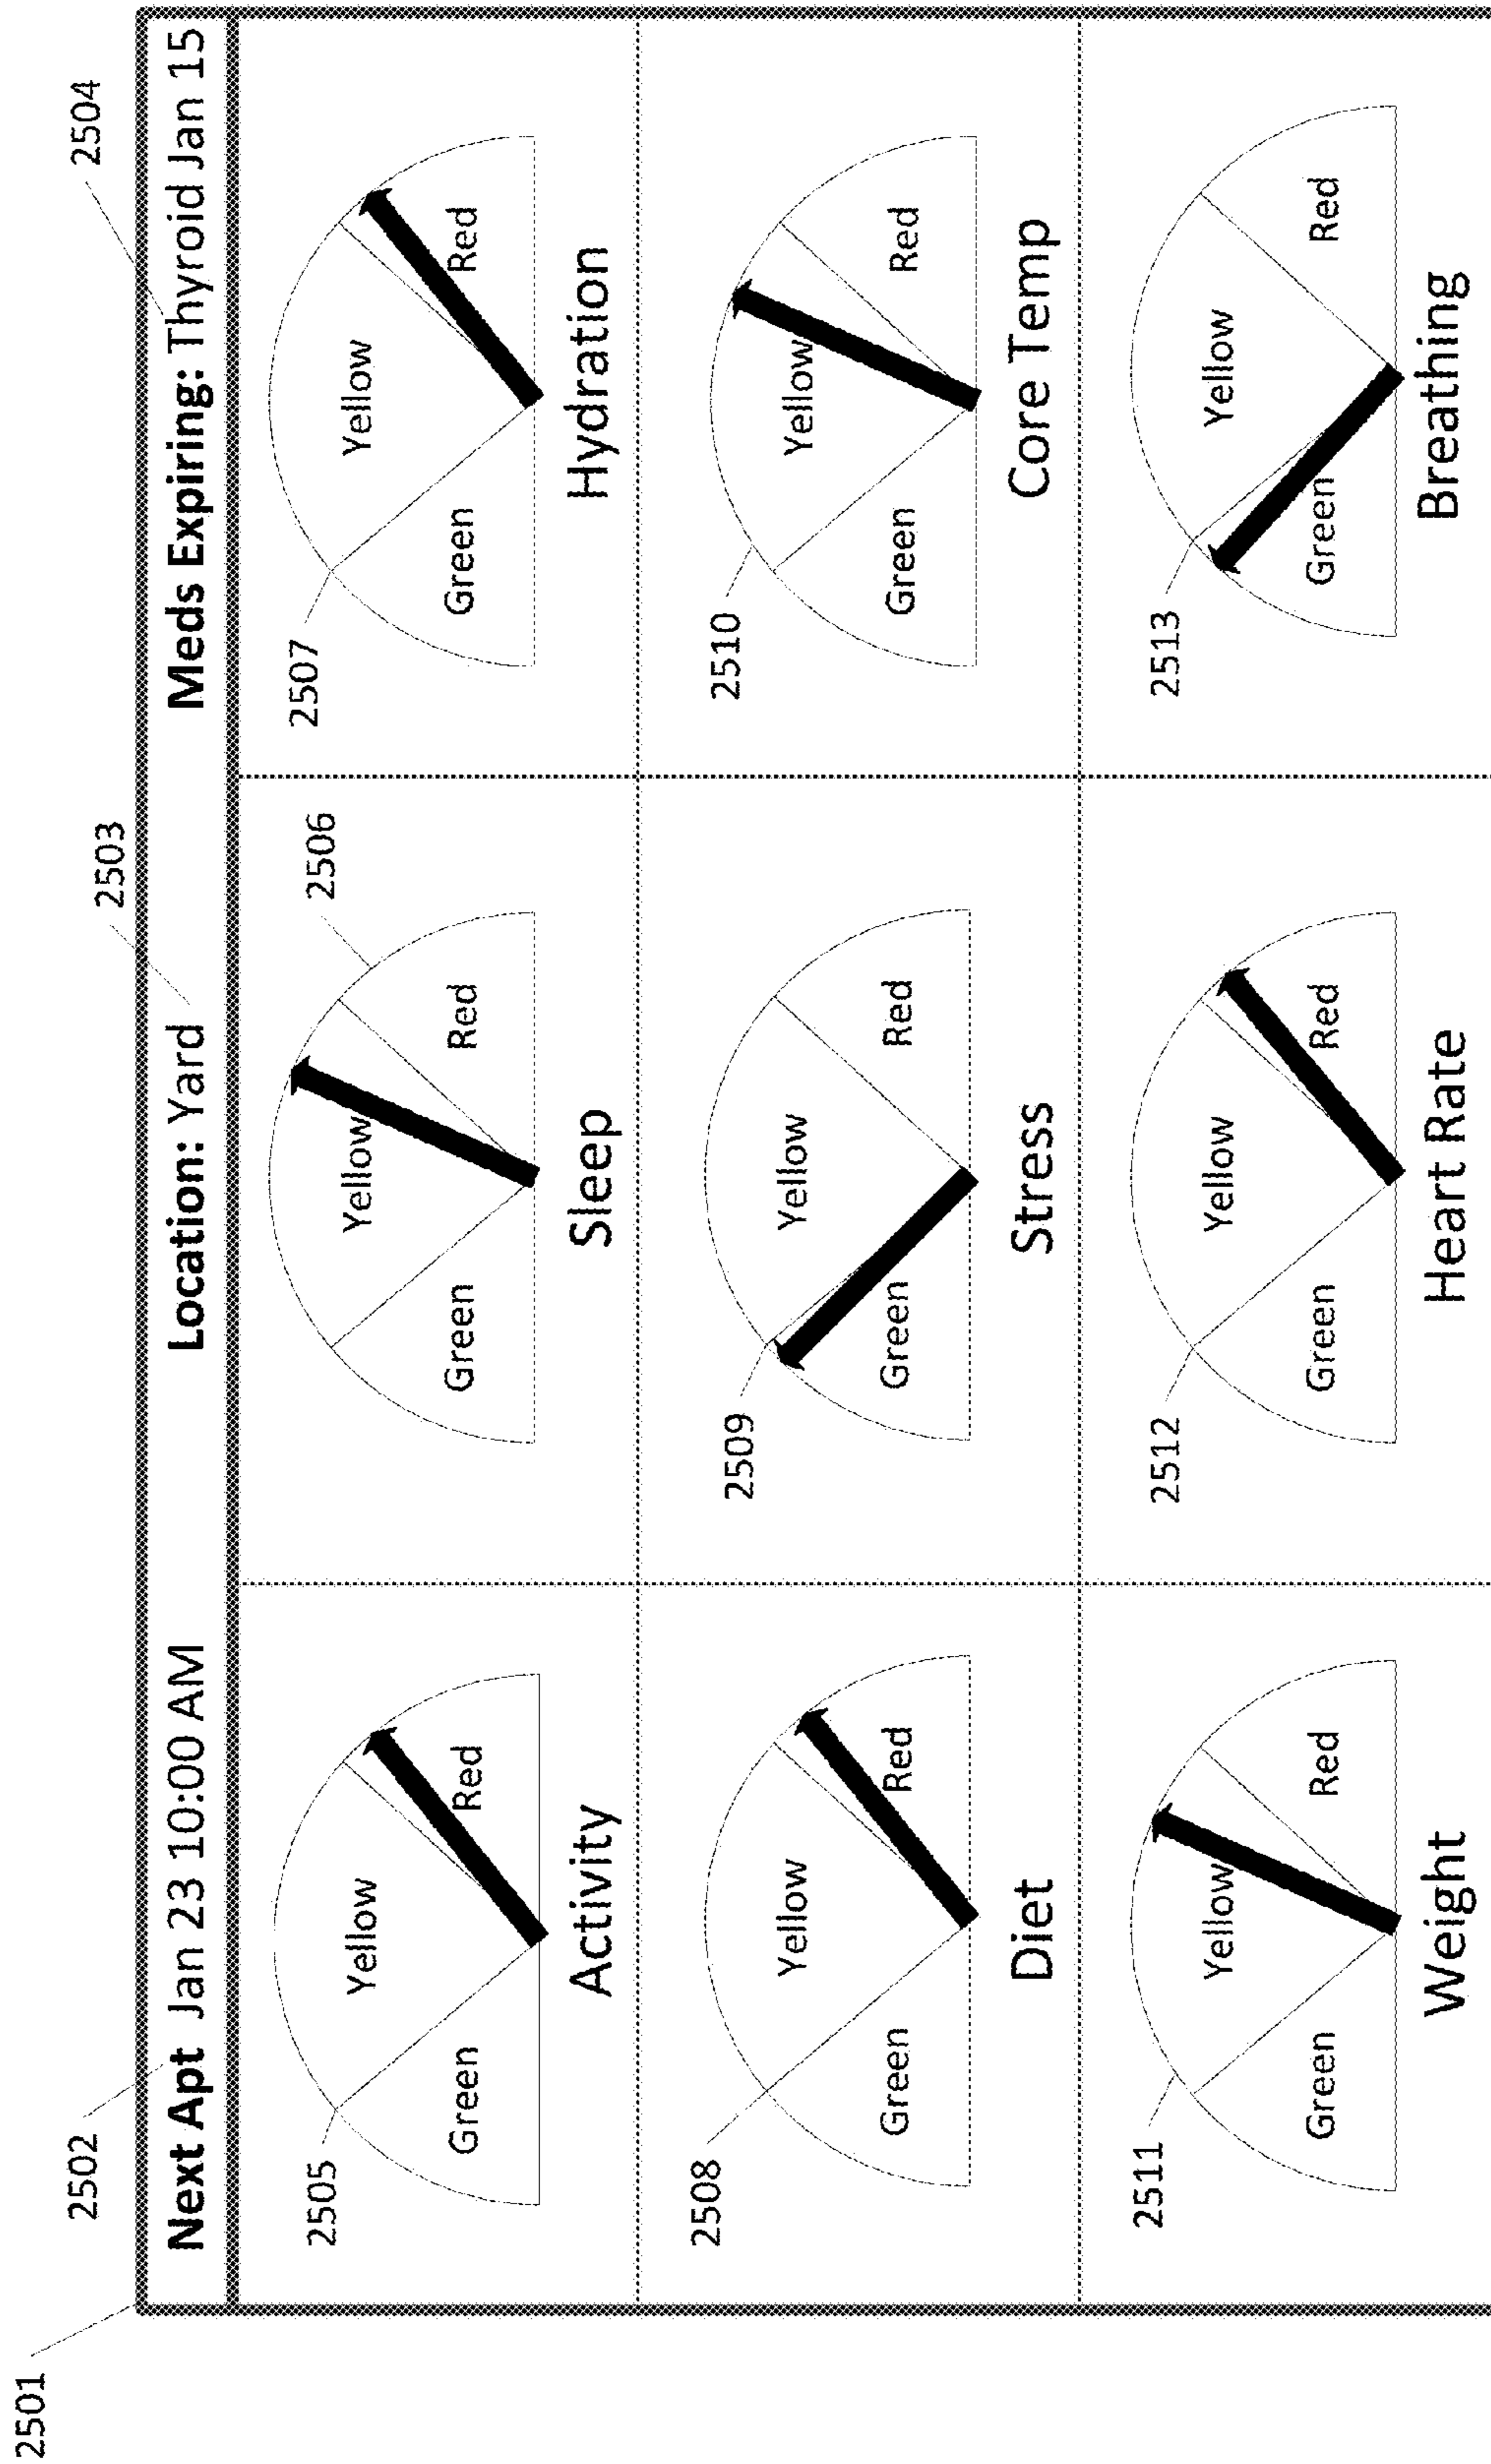 2501
2502
2503
2504
Next Apt Jan 23 10:00 AM
Location: Yard
Meds Expiring: Thyroid Jan 15
2505
Green
Yellow
Red
Activity
2506
Green
Yellow
Red
Sleep
2507
Green
Yellow
Red
Hydration
2508
Green
Yellow
Red
Diet
2509
Green
Yellow
Red
Stress
2510
Green
Yellow
Red
Core Temp
2511
Green
Yellow
Red
Weight
2512
Green
Yellow
Red
Heart Rate
2513
Green
Yellow
Red
Breathing